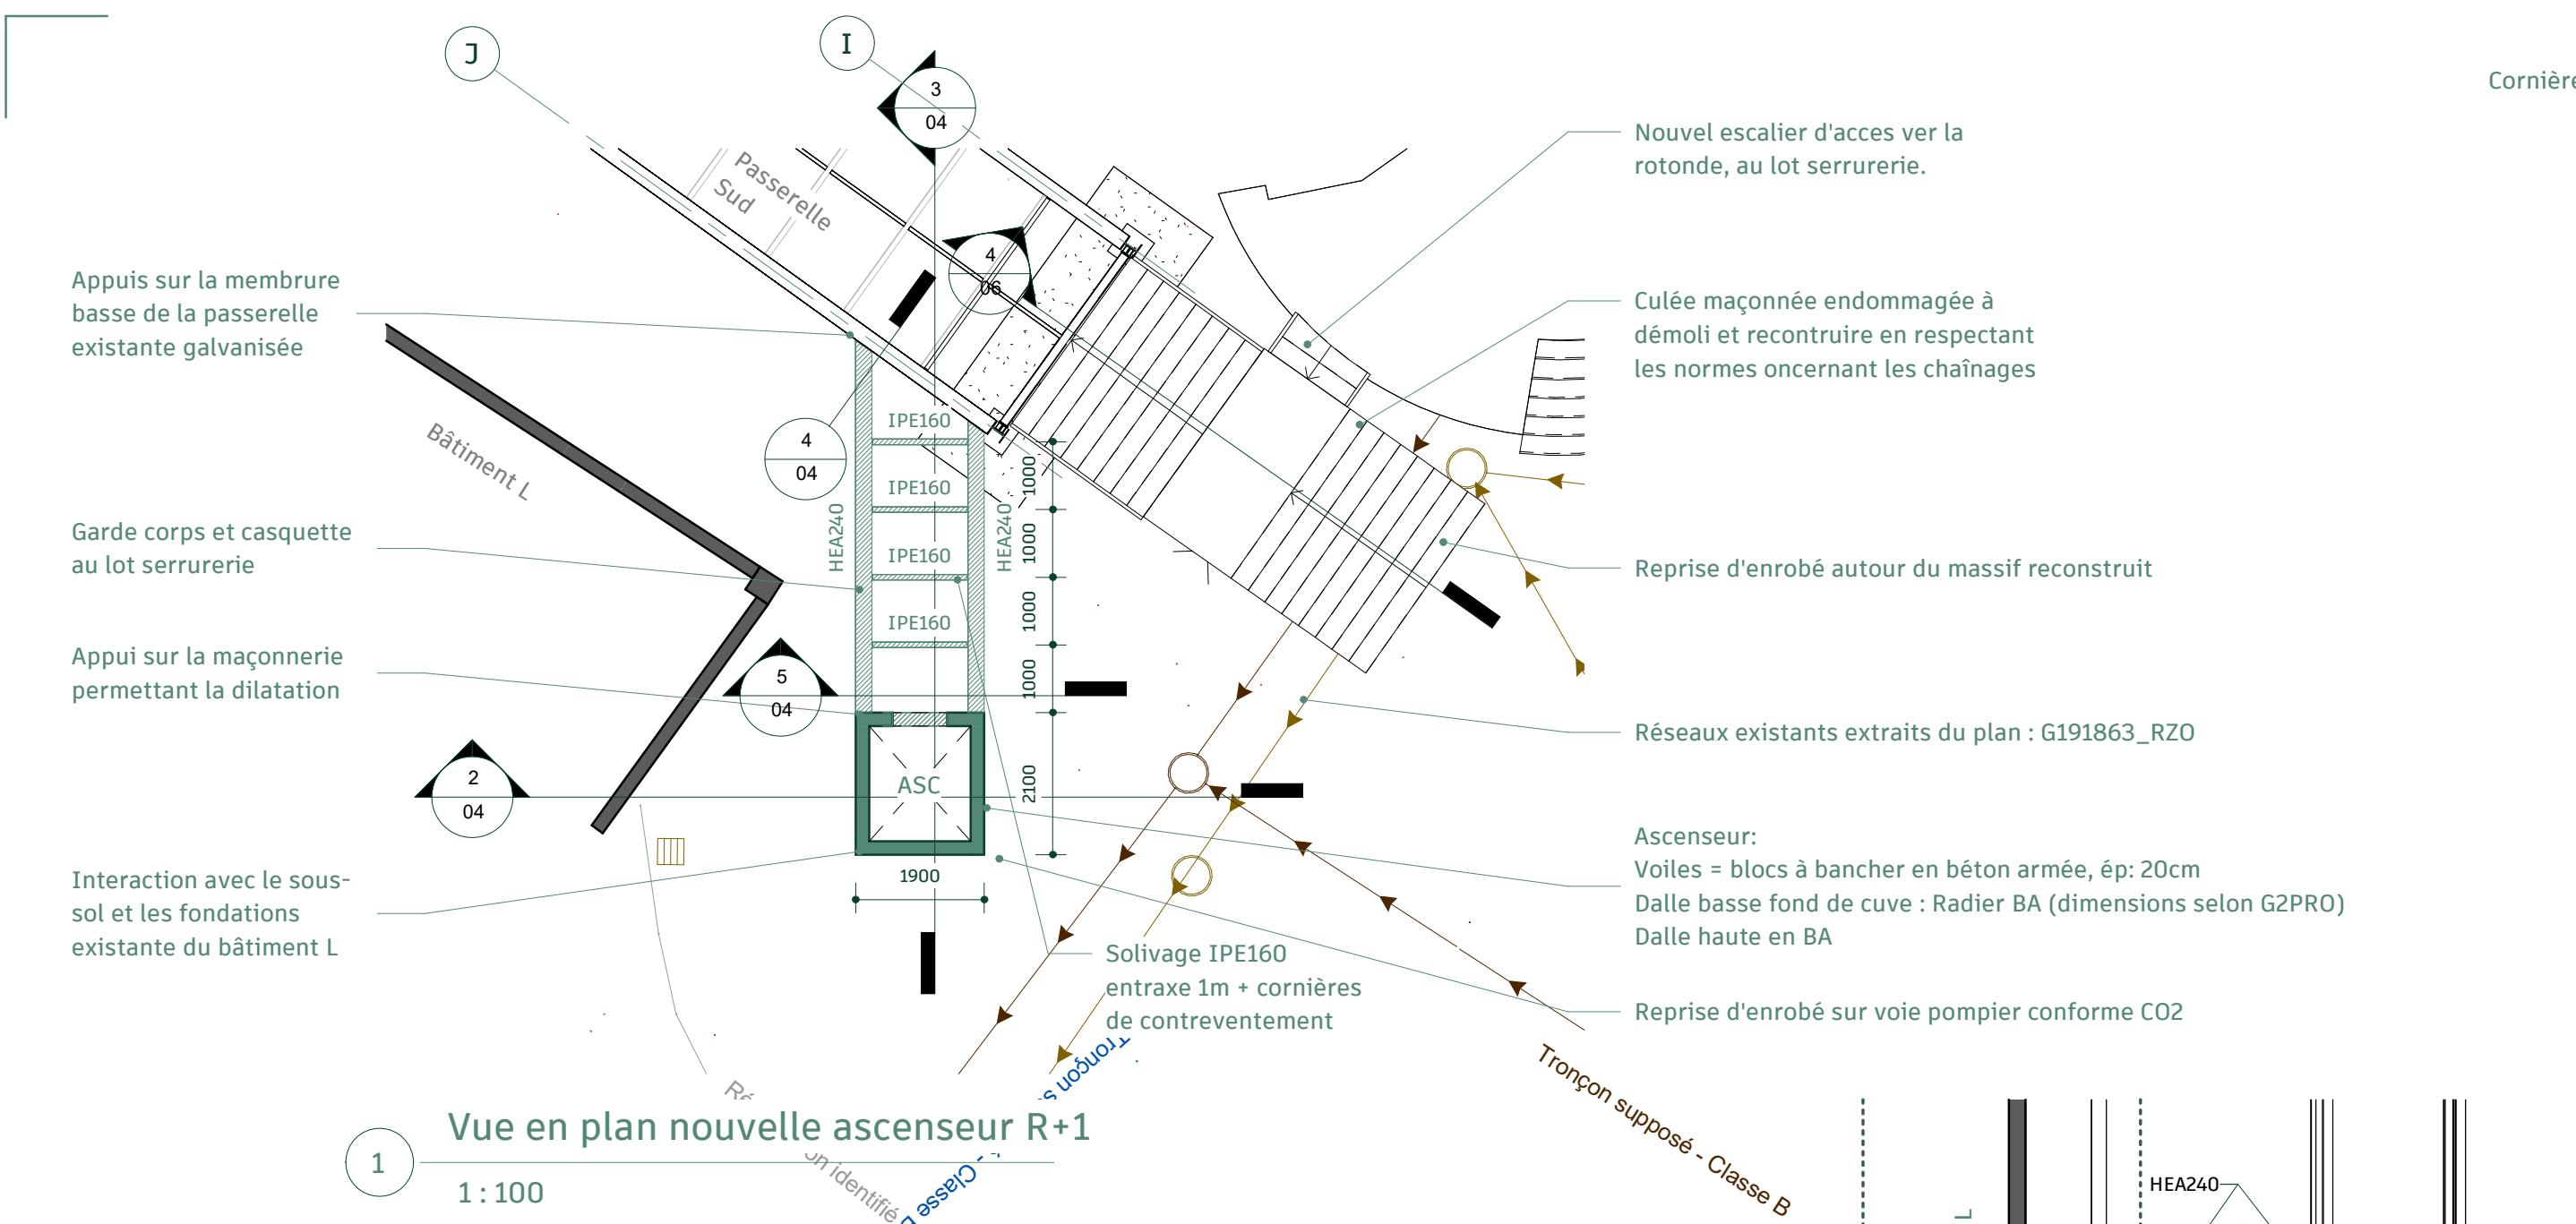 J
I
3
04
Cornière
Nouvel escalier d'acces ver la
rotonde, au lot serrurerie.
Passerelle
Sud
4
06
Appuis sur la membrure
basse de la passerelle
existante galvanisée
Culée maçonnée endommagée à
démoli et recontruire en respectant
les normes oncernant les chaînages
Bâtiment L
IPE160
4
04
IPE160
1000
HEA240
HEA240
Garde corps et casquette
au lot serrurerie
IPE160
1000
Reprise d'enrobé autour du massif reconstruit
IPE160
1000
Appui sur la maçonnerie
permettant la dilatation
5
04
1000
Réseaux existants extraits du plan : G191863_RZO
2
04
ASC
2100
Ascenseur:
Voiles = blocs à bancher en béton armée, ép: 20cm
Dalle basse fond de cuve : Radier BA (dimensions selon G2PRO)
Dalle haute en BA
Interaction avec le sous-
sol et les fondations
existante du bâtiment L
1900
Solivage IPE160
entraxe 1m + cornières
de contreventement
Reprise d'enrobé sur voie pompier conforme CO2
Tronçon s
Tronçon supposé - Classe B
Ré
1
Vue en plan nouvelle ascenseur R+1
1 : 100
on identifié
- Classe
HEA240
L